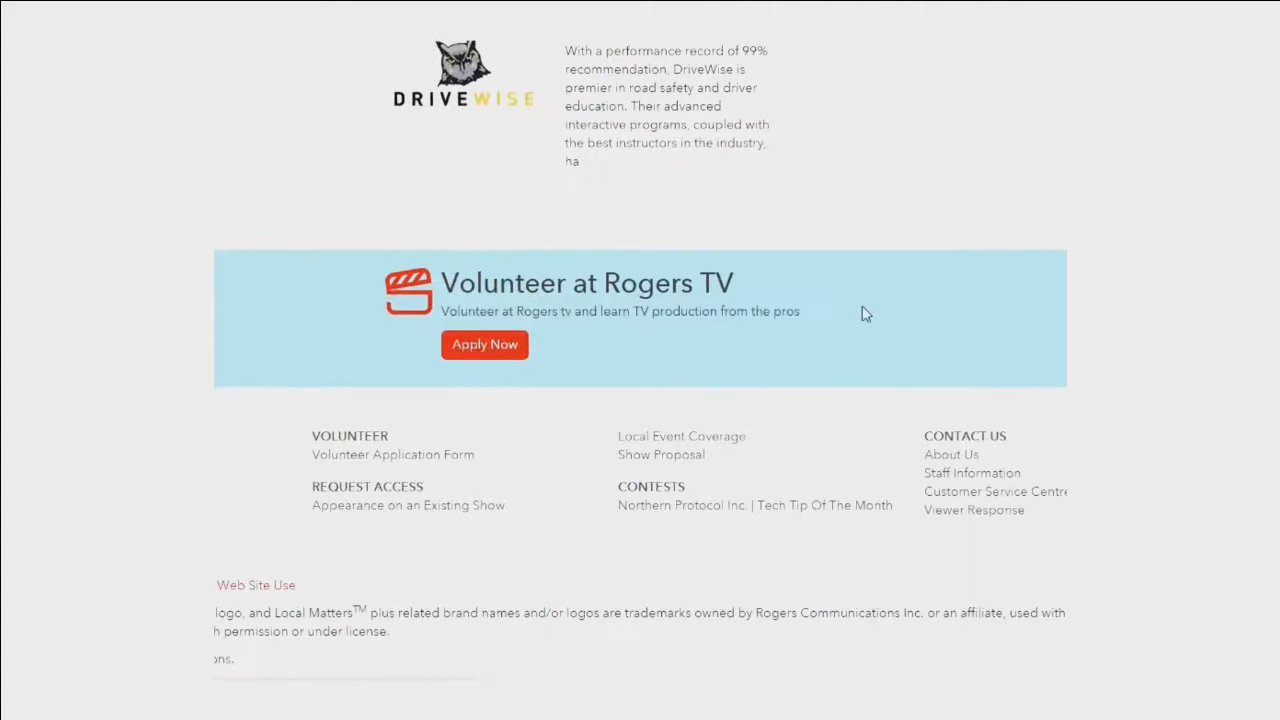 DRIVEWISE
With a performance record of 99%
recommendation, DriveWise is
premier in road safety and driver
education. Their advanced
interactive programs, coupled with
the best instructors in the industry,
ha
Volunteer at Rogers TV
Volunteer at Rogers tv and learn TV production from the pros
Apply Now
VOLUNTEER
Volunteer Application Form
REQUEST ACCESS
Appearance on an Existing Show
Local Event Coverage
Show Proposal
CONTESTS
Northern Protocol Inc. | Tech Tip Of The Month
CONTACT US
About Us
Staff Information
Customer Service Centre
Viewer Response
Web Site Use
logo, and Local Matters™ plus related brand names and/or logos are trademarks owned by Rogers Communications Inc. or an affiliate, used with
h permission or under license.
ons.